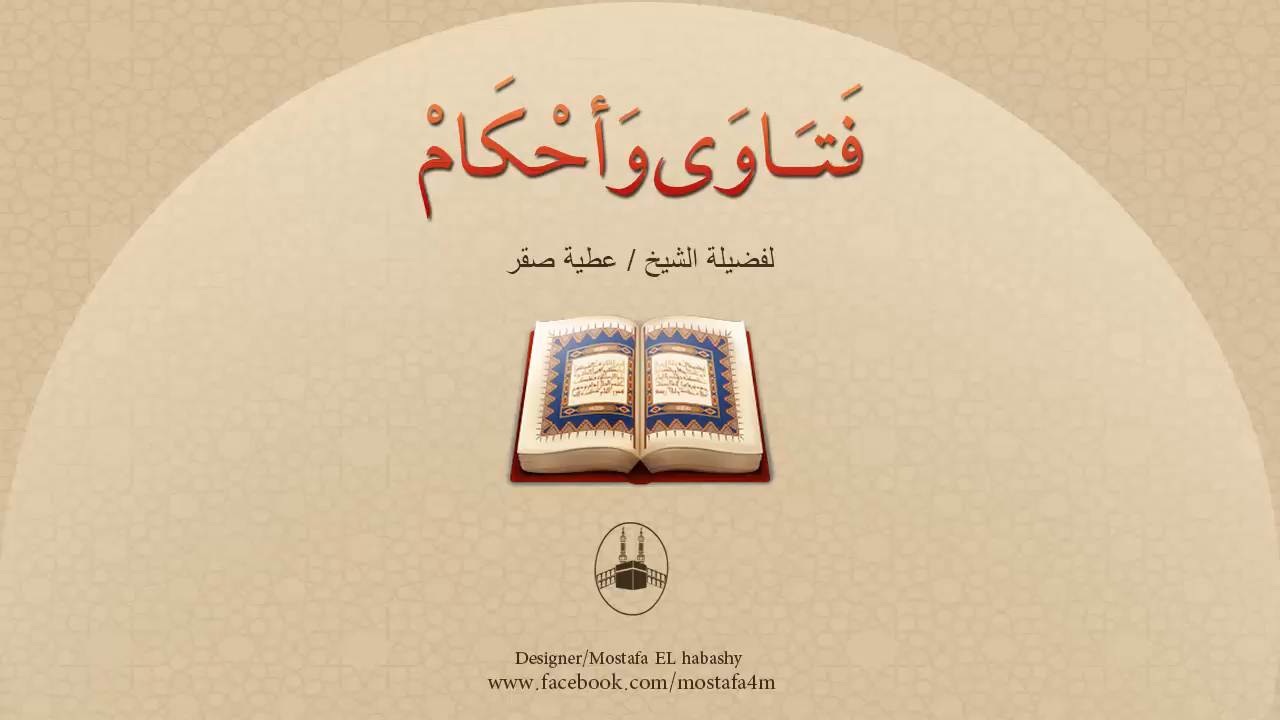 فَتَاوَى وَأَحْكَامْ
لفضيلة الشيخ / عطية صقر
Designer/Mostafa EL habashy
www.facebook.com/mostafa4m